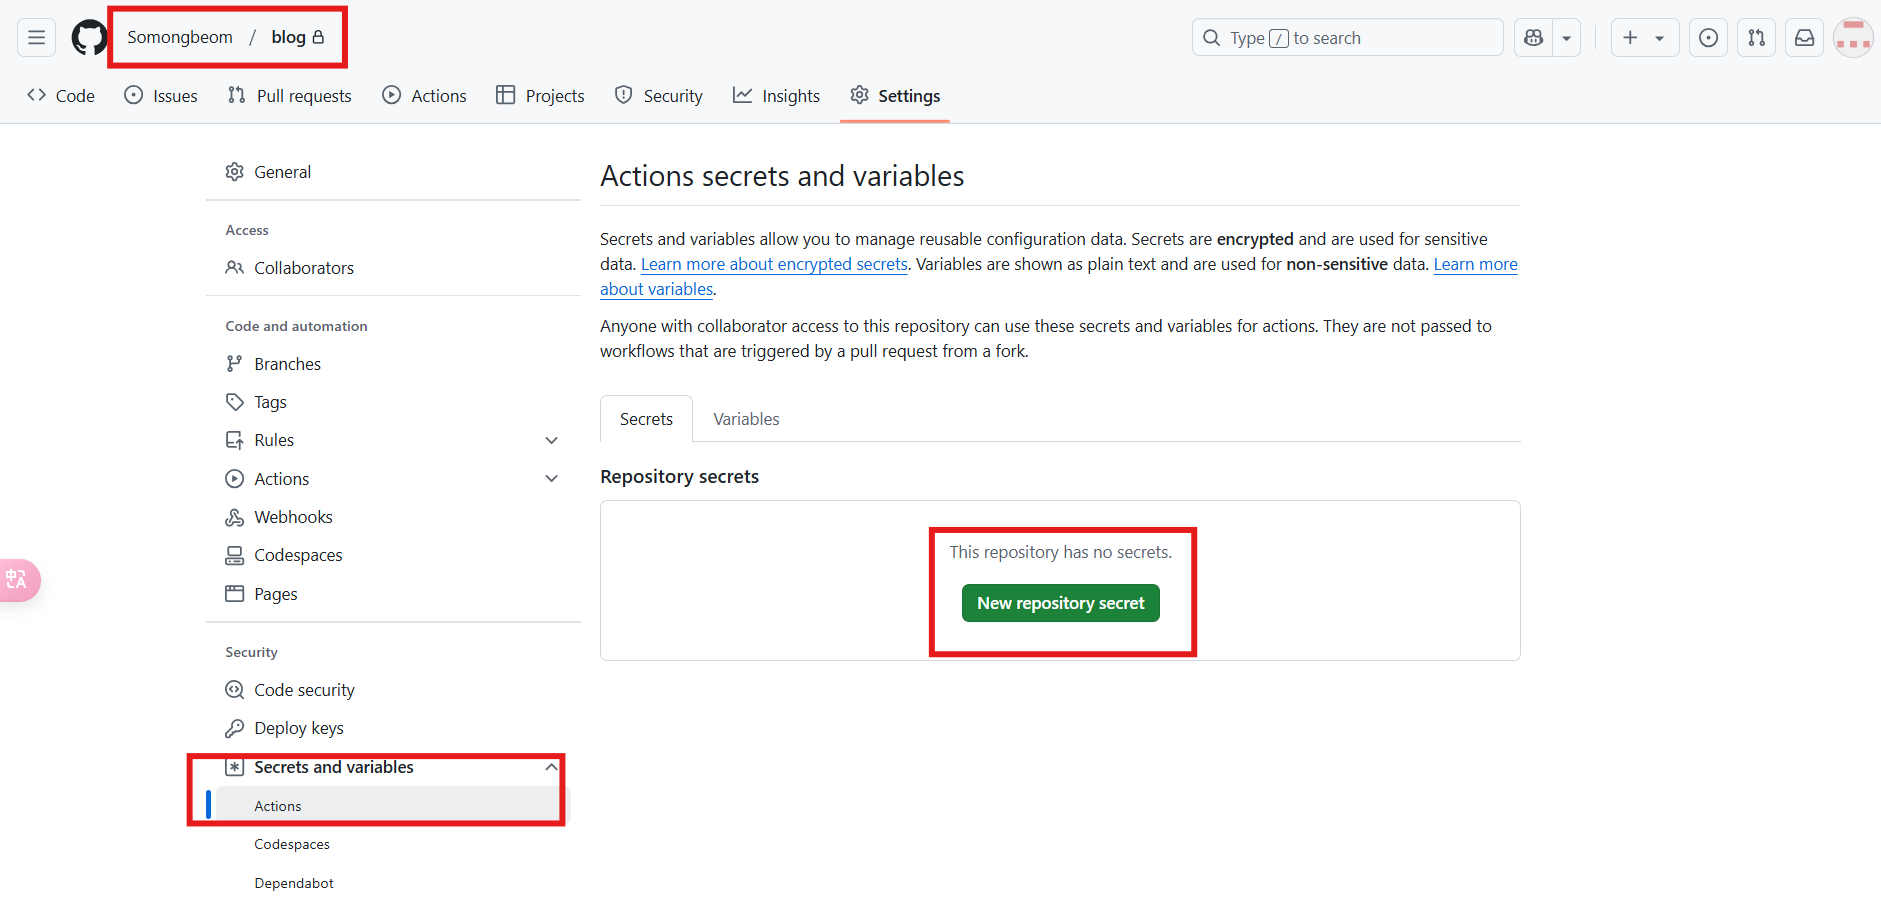 Somongbeom / blog
Type / to search
Code
Issues
Pull requests
Actions
Projects
Security
Insights
Settings
General
Access
Collaborators
Code and automation
Branches
Tags
Rules
Actions
Webhooks
Codespaces
Pages
Security
Code security
Deploy keys
Secrets and variables
Actions
Codespaces
Dependabot
Actions secrets and variables
Secrets and variables allow you to manage reusable configuration data. Secrets are encrypted and are used for sensitive
data. Learn more about encrypted secrets. Variables are shown as plain text and are used for non-sensitive data. Learn more
about variables.
Anyone with collaborator access to this repository can use these secrets and variables for actions. They are not passed to
workflows that are triggered by a pull request from a fork.
Secrets
Variables
Repository secrets
This repository has no secrets.
New repository secret
中A